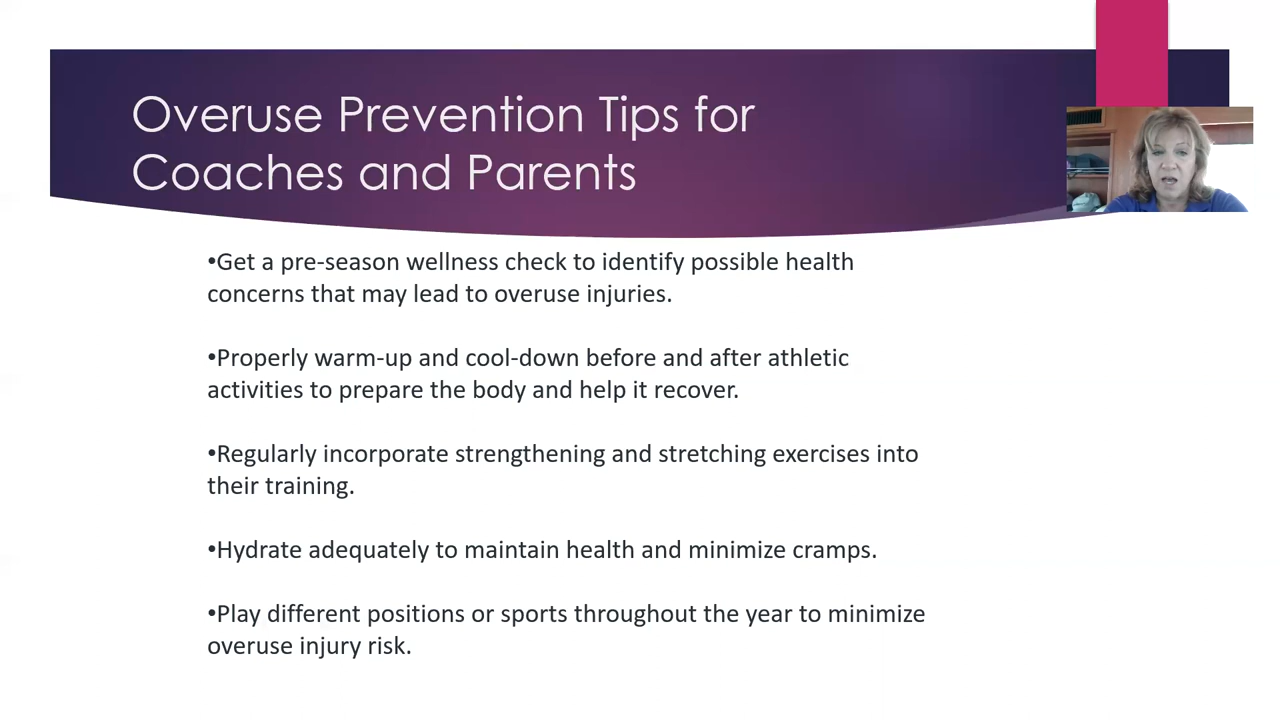 Overuse Prevention Tips for
Coaches and Parents
•Get a pre-season wellness check to identify possible health
concerns that may lead to overuse injuries.
•Properly warm-up and cool-down before and after athletic
activities to prepare the body and help it recover.
•Regularly incorporate strengthening and stretching exercises into
their training.
•Hydrate adequately to maintain health and minimize cramps.
•Play different positions or sports throughout the year to minimize
overuse injury risk.